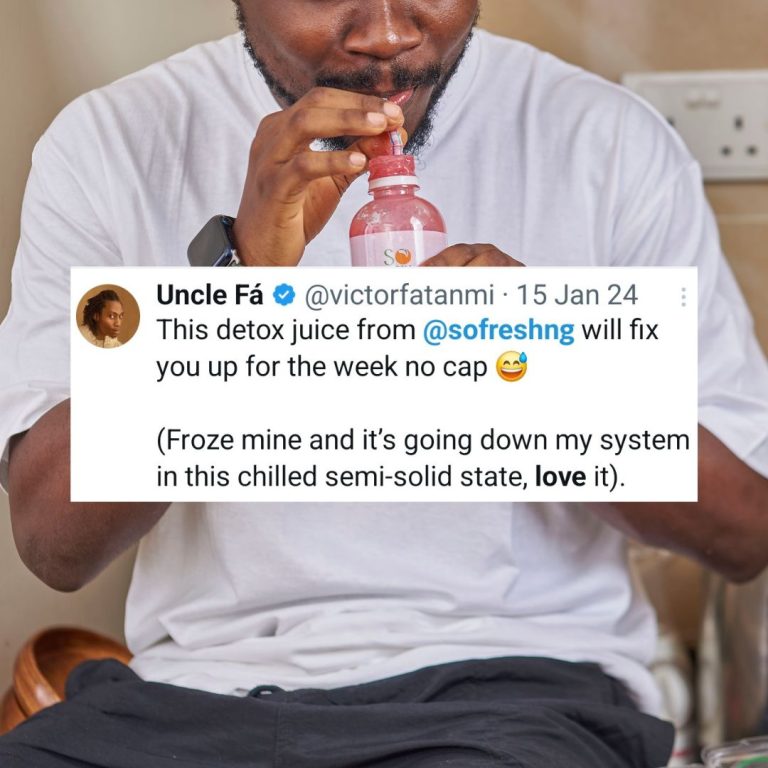 SO
Uncle Fá @victorfatanmi · 15 Jan 24
This detox juice from @sofreshng will fix
you up for the week no cap 😅
(Froze mine and it’s going down my system
in this chilled semi-solid state, love it).